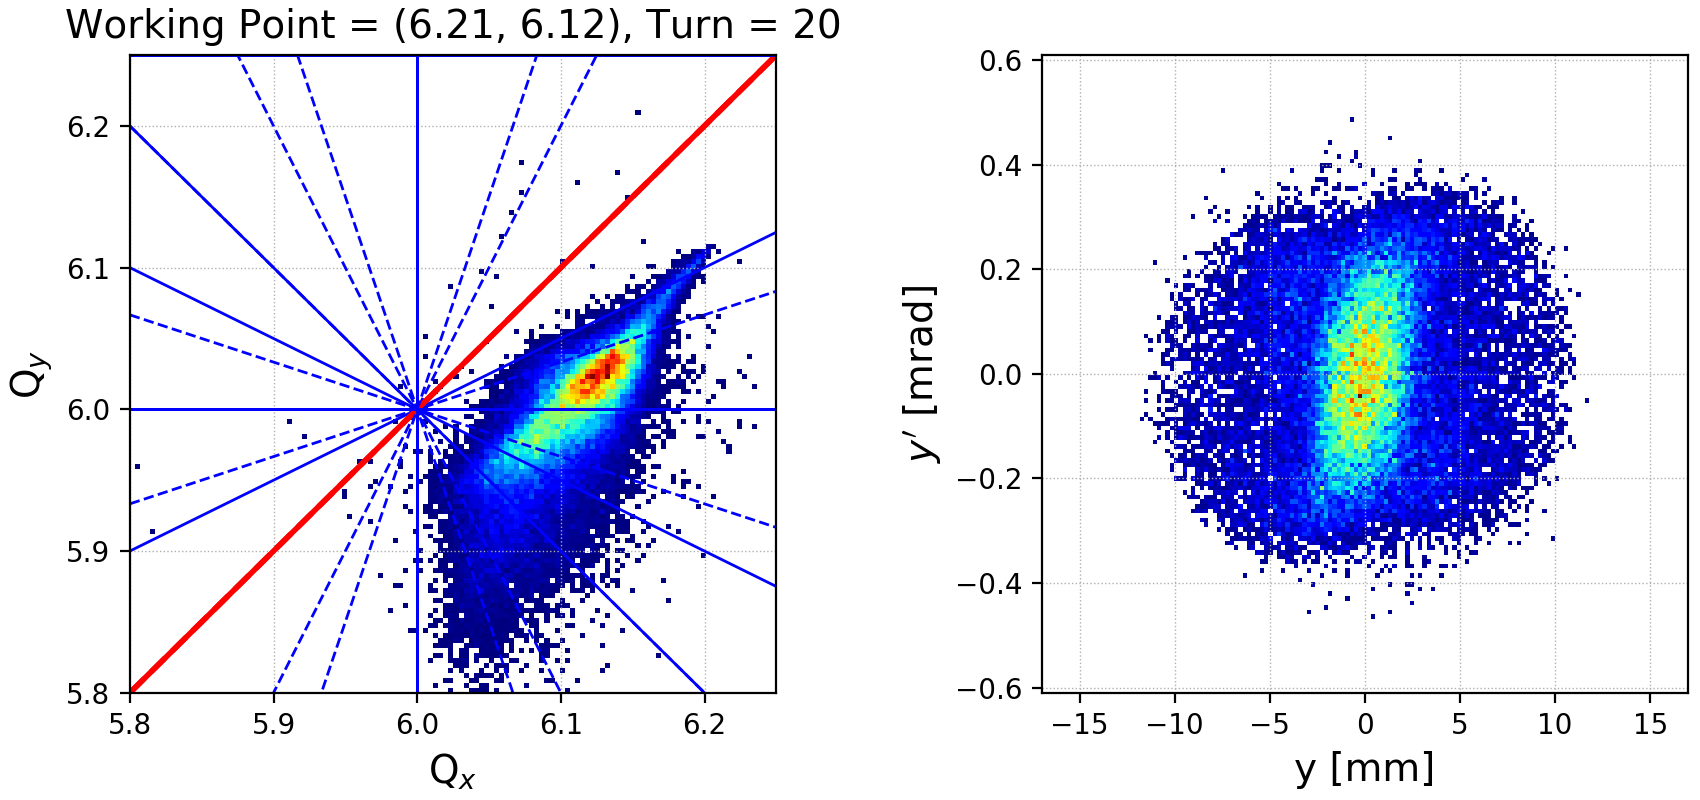 Working Point = (6.21, 6.12), Turn = 20
6.2
6.1
6.0
5.9
5.8
Q_y
5.8 5.9 6.0 6.1 6.2
Q_x
0.6
0.4
0.2
0.0
−0.2
−0.4
−0.6
y′ [mrad]
−15 −10 −5 0 5 10 15
y [mm]